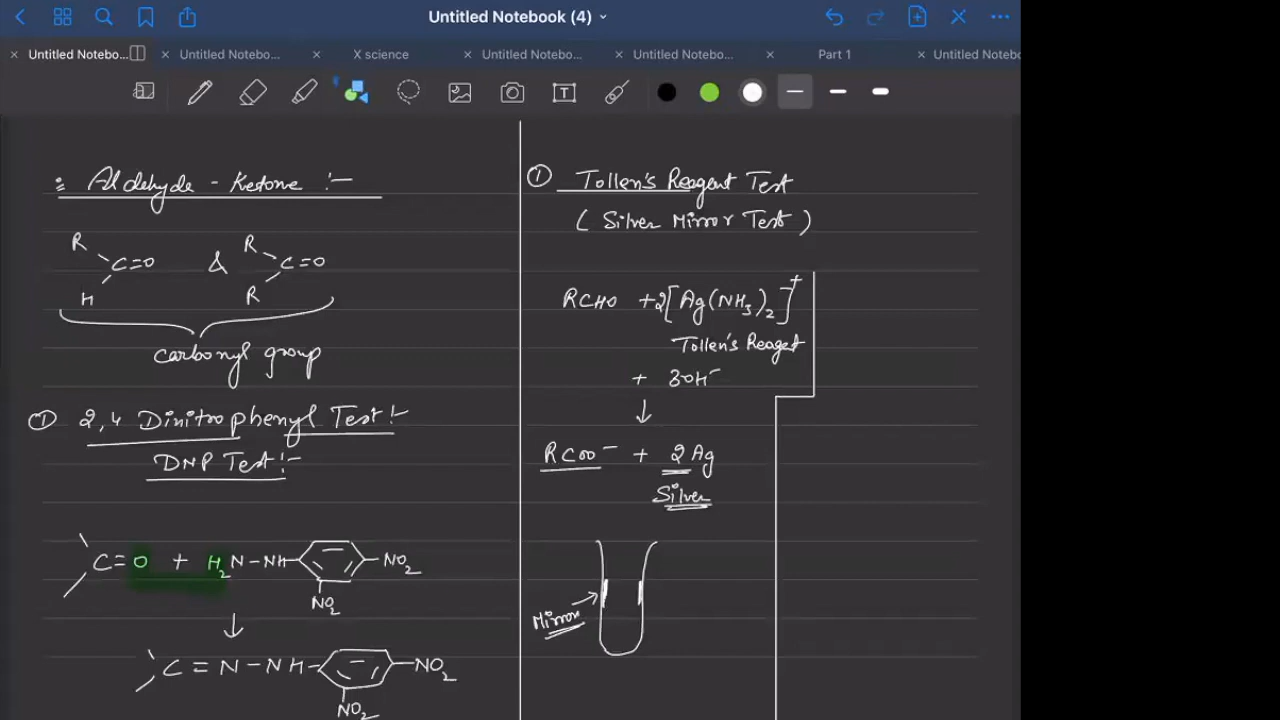 Untitled Notebook (4)
Untitled Notebo...
Untitled Notebo...
X science
Untitled Notebo...
Untitled Notebo...
Part 1
Untitled Notebo
T
Aldehyde - Ketone :-
R
C=O
H
&
R
C=O
R
carbonyl group
① 2,4 Dinitrophenyl Test:-
DNP Test:-
C=O + H₂N-NH- -NO₂
NO₂
↓
C=N-NH- -NO₂
NO₂
① Tollen's Reagent Test
(Silver Mirror Test)
RCHO +2[Ag(NH₃)₂]⁺
Tollen's Reaget
+ 3OH⁻
↓
RCOO⁻ + 2Ag
Silver
Mirror